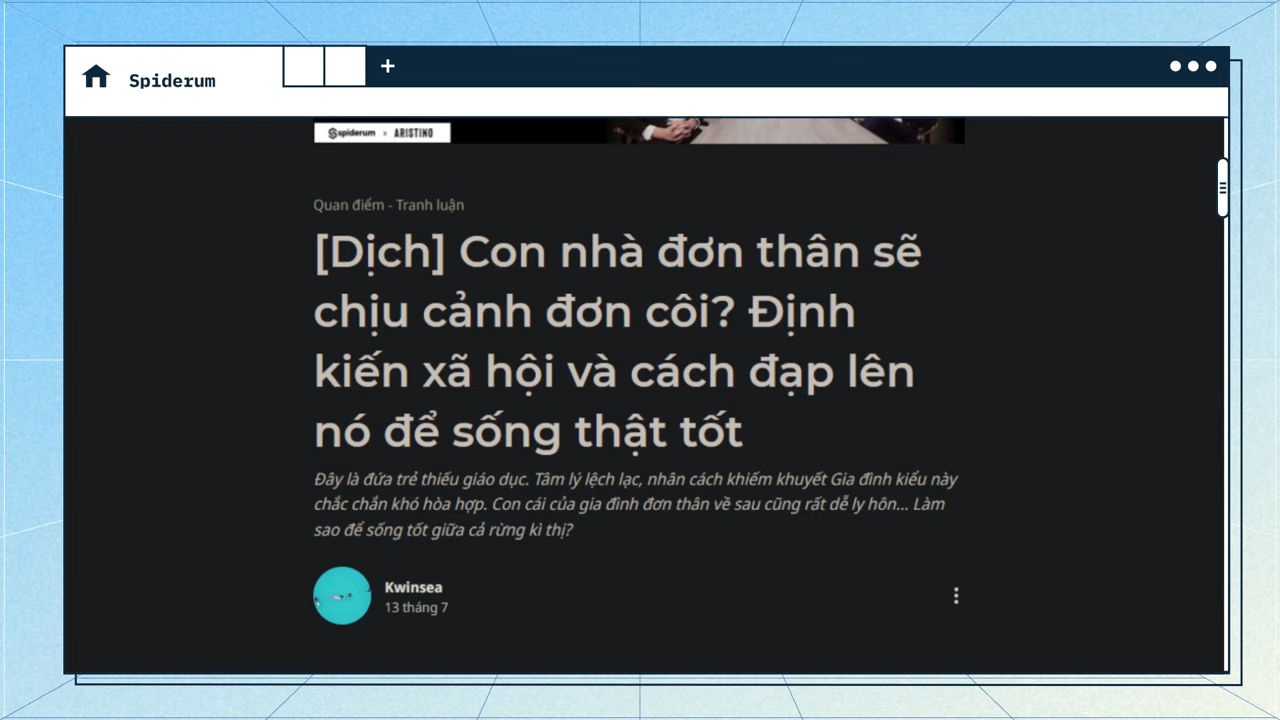 Spiderum
spiderum x ARISTINO
Quan điểm - Tranh luận
[Dịch] Con nhà đơn thân sẽ
chịu cảnh đơn côi? Định
kiến xã hội và cách đạp lên
nó để sống thật tốt
Đây là đứa trẻ thiếu giáo dục. Tâm lý lệch lạc, nhân cách khiếm khuyết Gia đình kiểu này
chắc chắn khó hòa hợp. Con cái của gia đình đơn thân về sau cũng rất dễ ly hôn... Làm
sao để sống tốt giữa cả rừng kì thị?
Kwinsea
13 tháng 7